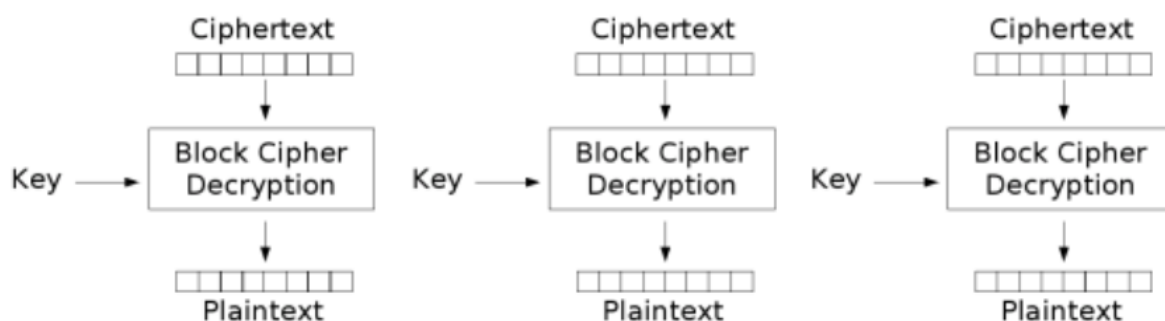 Ciphertext Ciphertext Ciphertext
Key Block Cipher Decryption Key Block Cipher Decryption Key Block Cipher Decryption
Plaintext Plaintext Plaintext